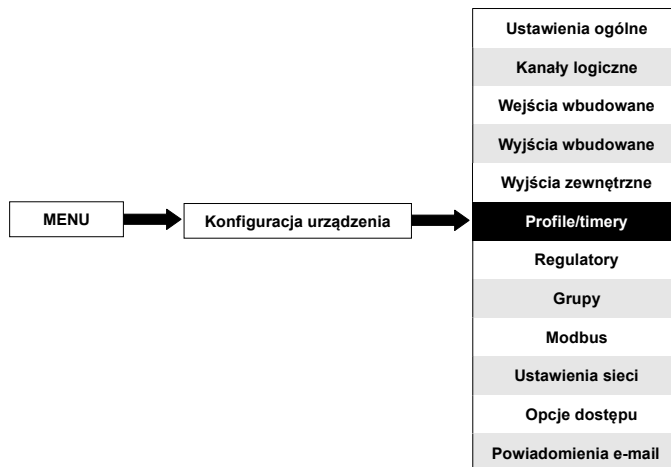 MENU
Konfiguracja urządzenia
Ustawienia ogólne
Kanały logiczne
Wejścia wbudowane
Wyjścia wbudowane
Wyjścia zewnętrzne
Profile/timery
Regulatory
Grupy
Modbus
Ustawienia sieci
Opcje dostępu
Powiadomienia e-mail